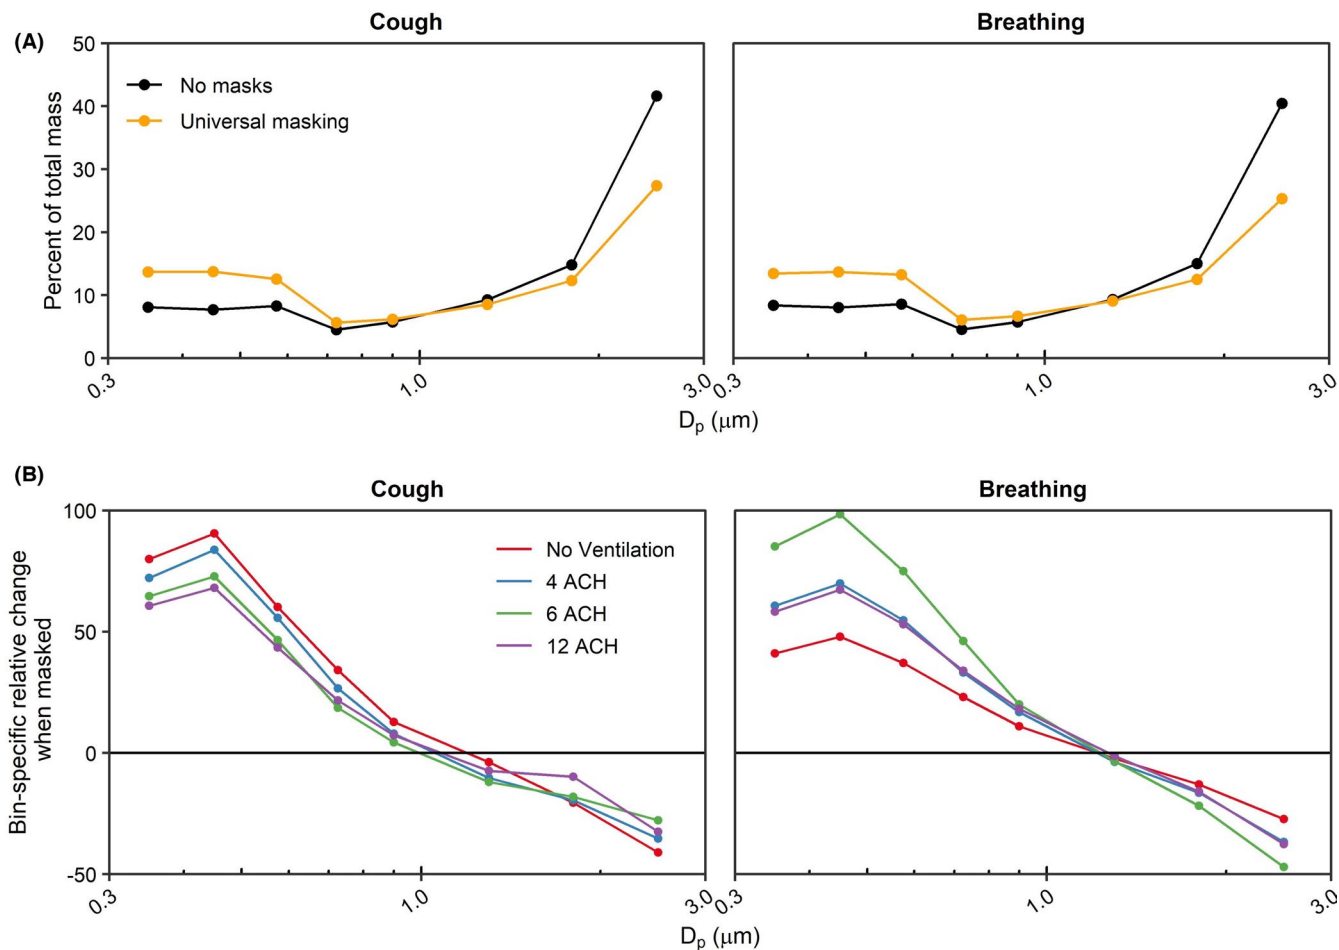 (A)
Cough
Breathing
50
40
30
20
10
0
Percent of total mass
No masks
Universal masking
0.3
1.0
3.0
0.3
1.0
3.0
Dₚ (μm)
(B)
Cough
Breathing
100
50
0
-50
Bin-specific relative change
when masked
No Ventilation
4 ACH
6 ACH
12 ACH
0.3
1.0
3.0
0.3
1.0
3.0
Dₚ (μm)